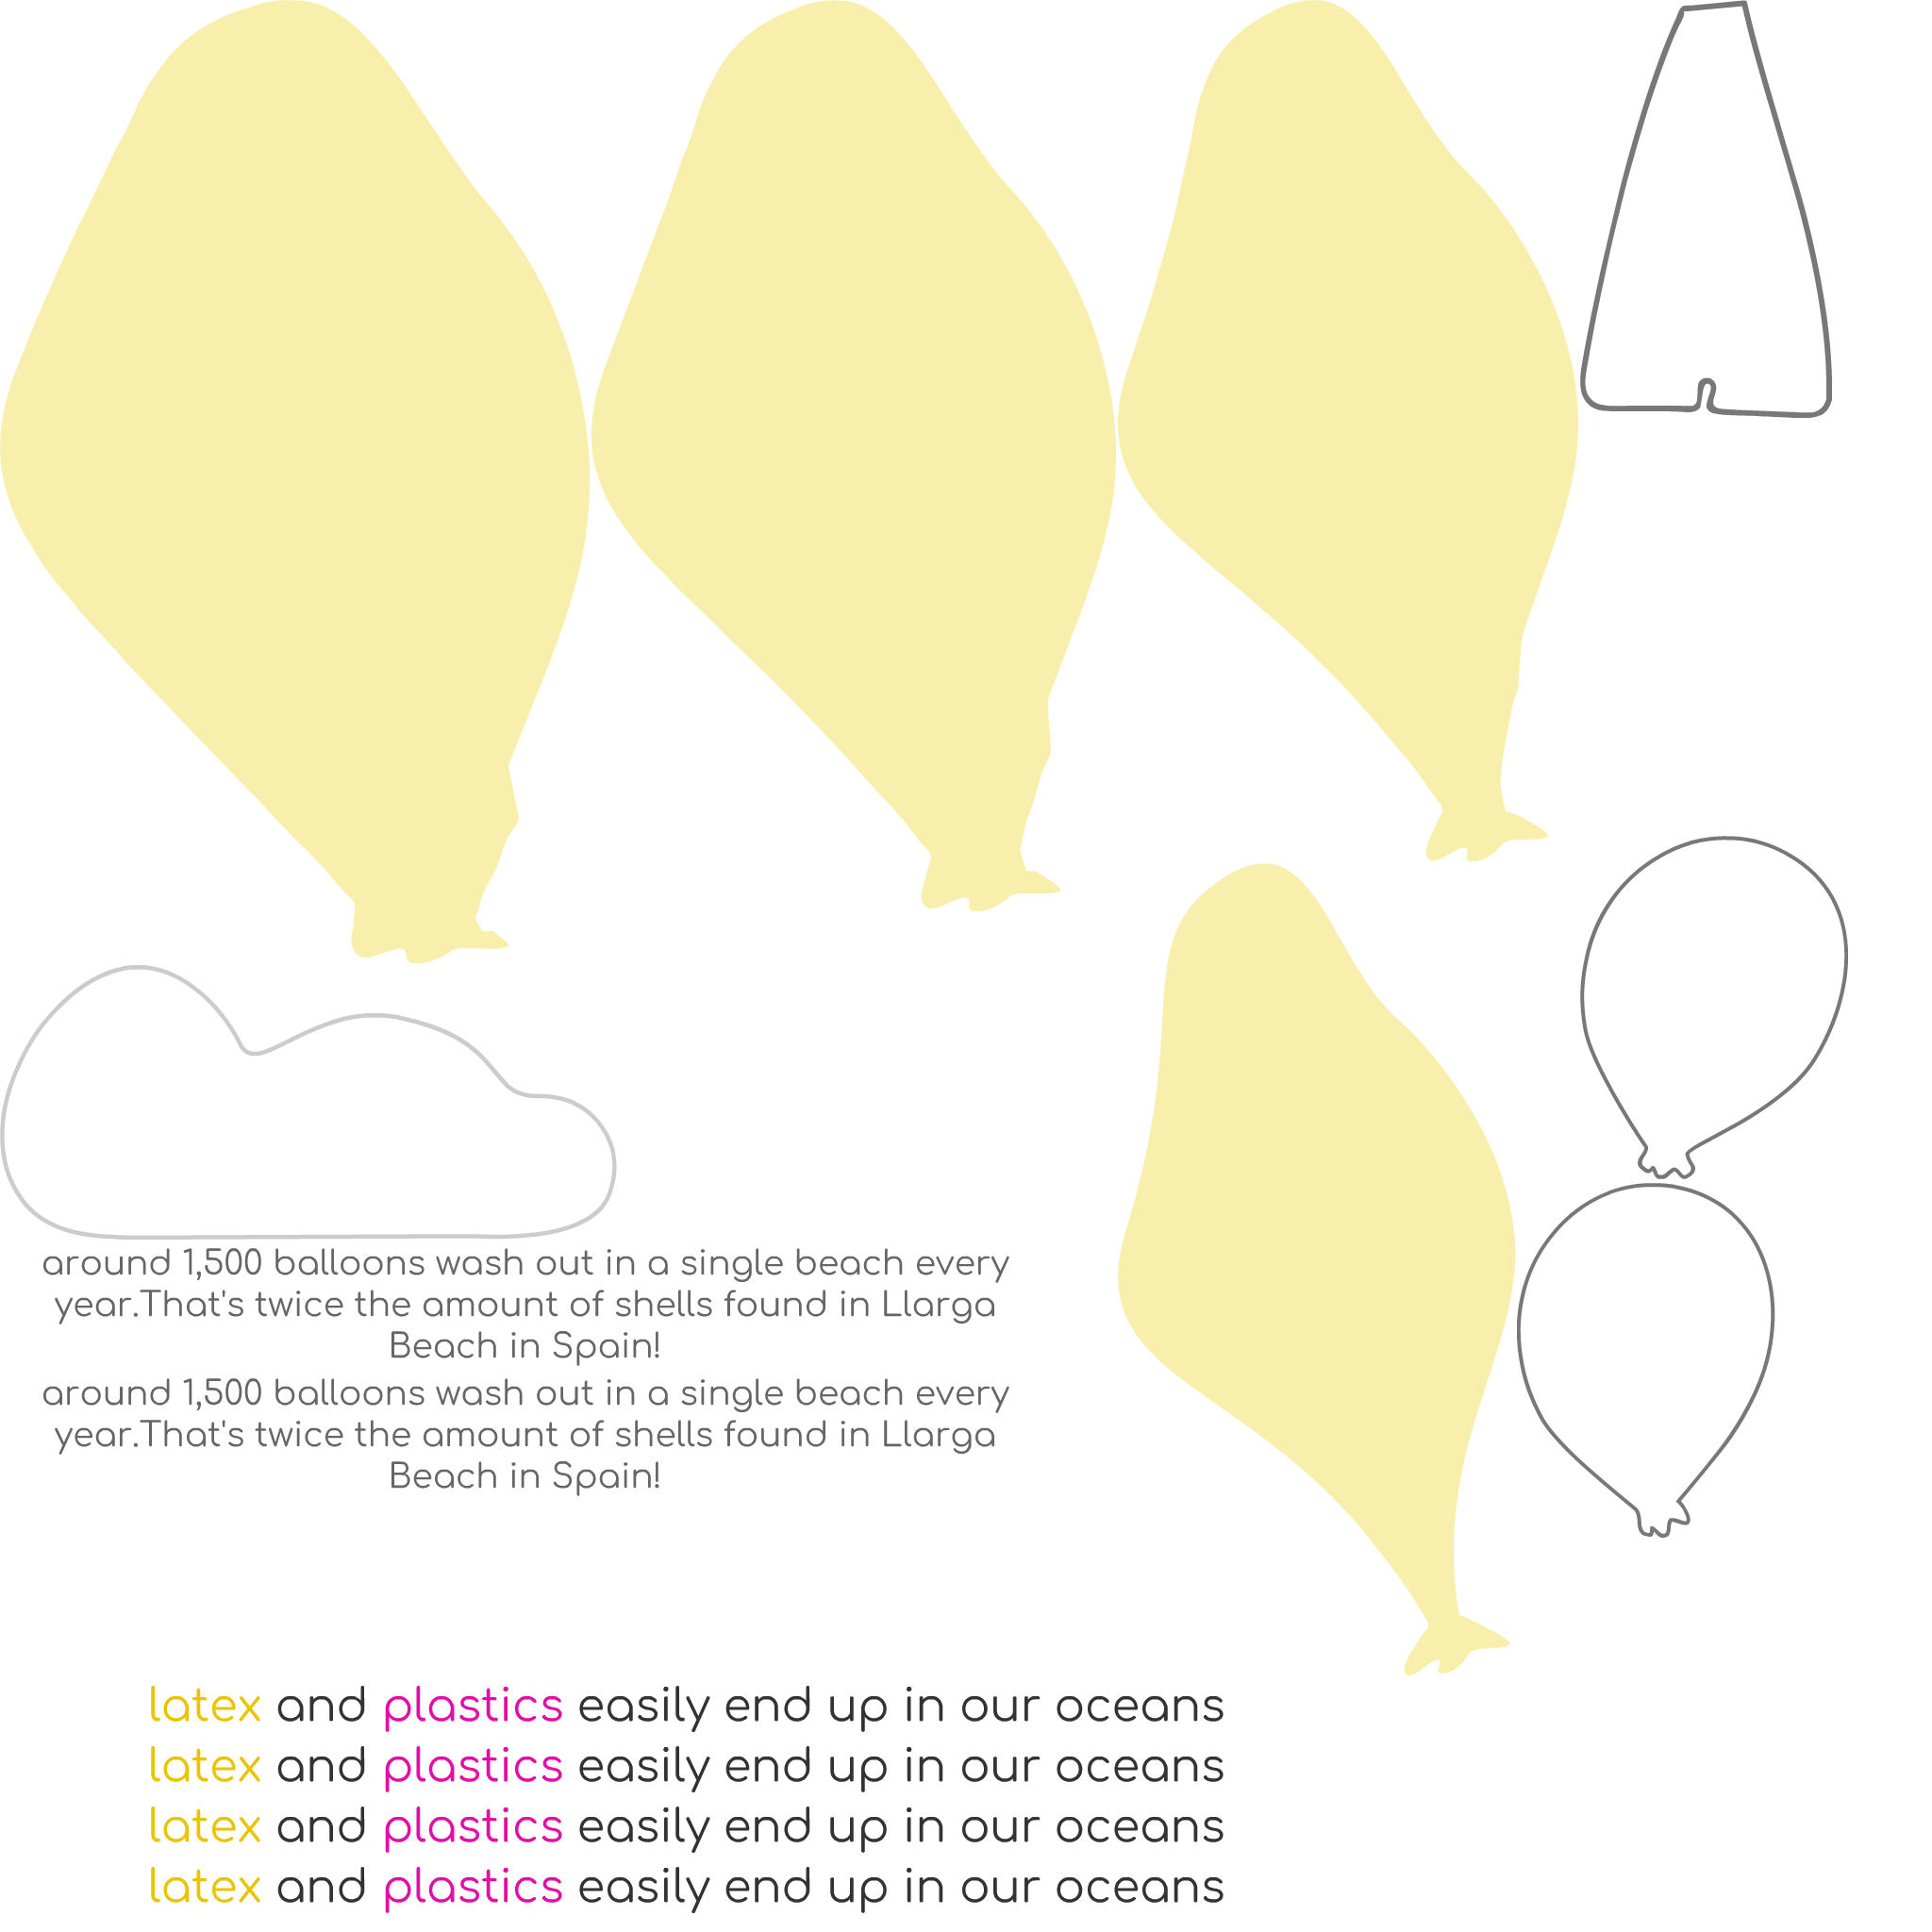 around 1,500 balloons wash out in a single beach every
year.That's twice the amount of shells found in Llarga
Beach in Spain!
around 1,500 balloons wash out in a single beach every
year.That's twice the amount of shells found in Llarga
Beach in Spain!
latex and plastics easily end up in our oceans
latex and plastics easily end up in our oceans
latex and plastics easily end up in our oceans
latex and plastics easily end up in our oceans